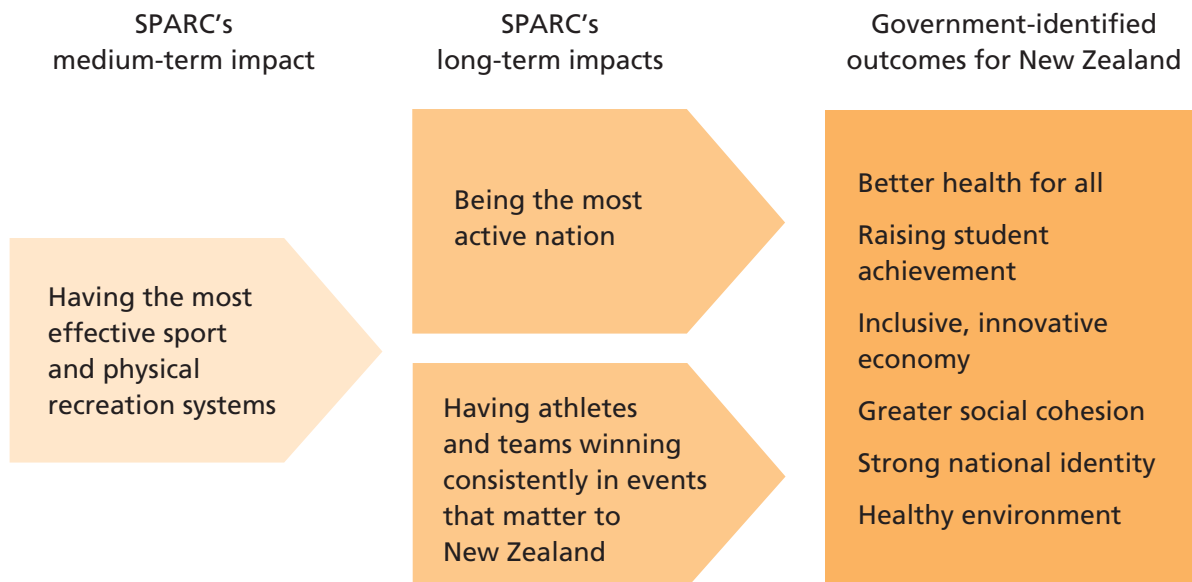 SPARC’s
medium-term impact
SPARC’s
long-term impacts
Government-identified
outcomes for New Zealand
Having the most
effective sport
and physical
recreation systems
Being the most
active nation
Having athletes
and teams winning
consistently in events
that matter to
New Zealand
Better health for all
Raising student
achievement
Inclusive, innovative
economy
Greater social cohesion
Strong national identity
Healthy environment